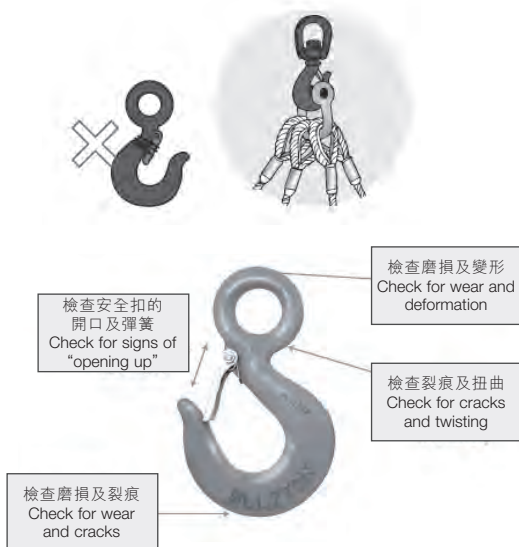 檢查磨損及變形
Check for wear and
deformation
檢查安全扣的
開口及彈簧
Check for signs of
“opening up”
檢查裂痕及扭曲
Check for cracks
and twisting
檢查磨損及裂痕
Check for wear
and cracks